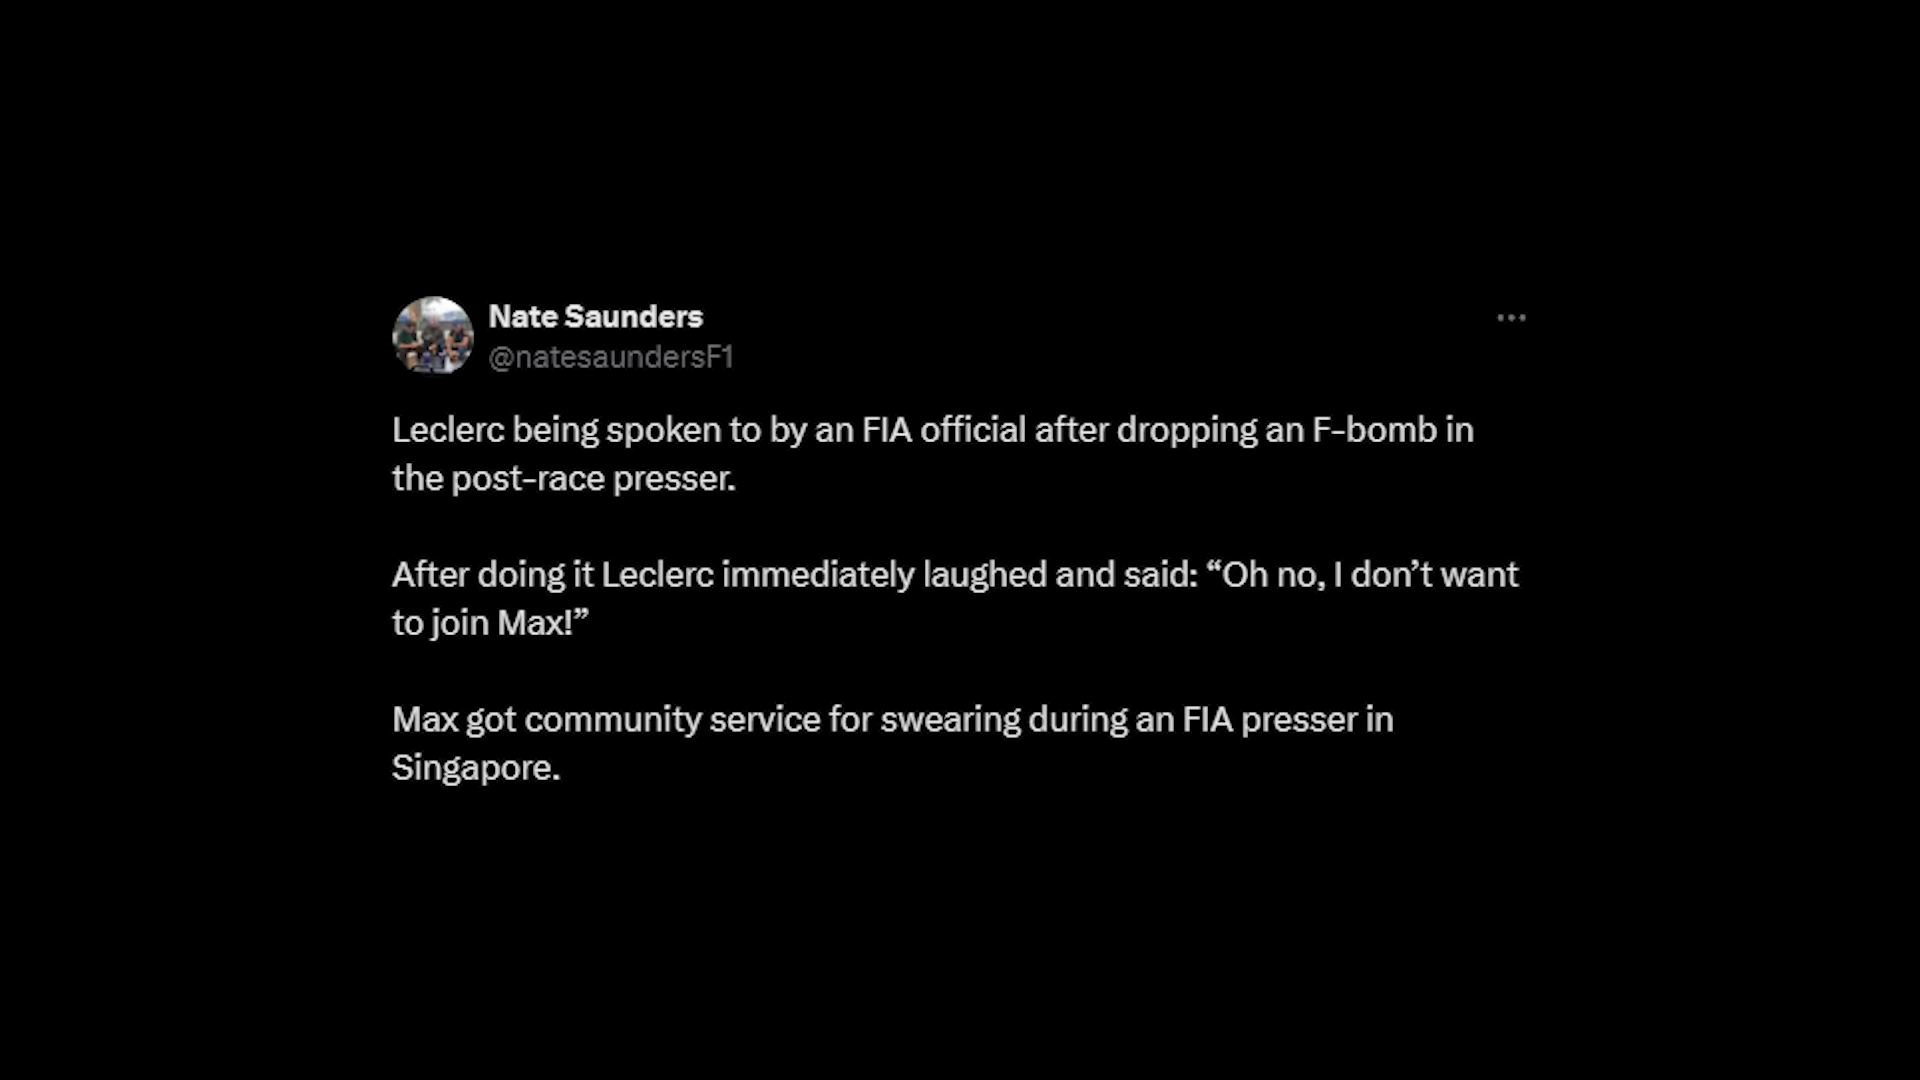 Nate Saunders
@natesaundersF1
Leclerc being spoken to by an FIA official after dropping an F-bomb in
the post-race presser.
After doing it Leclerc immediately laughed and said: “Oh no, I don’t want
to join Max!”
Max got community service for swearing during an FIA presser in
Singapore.